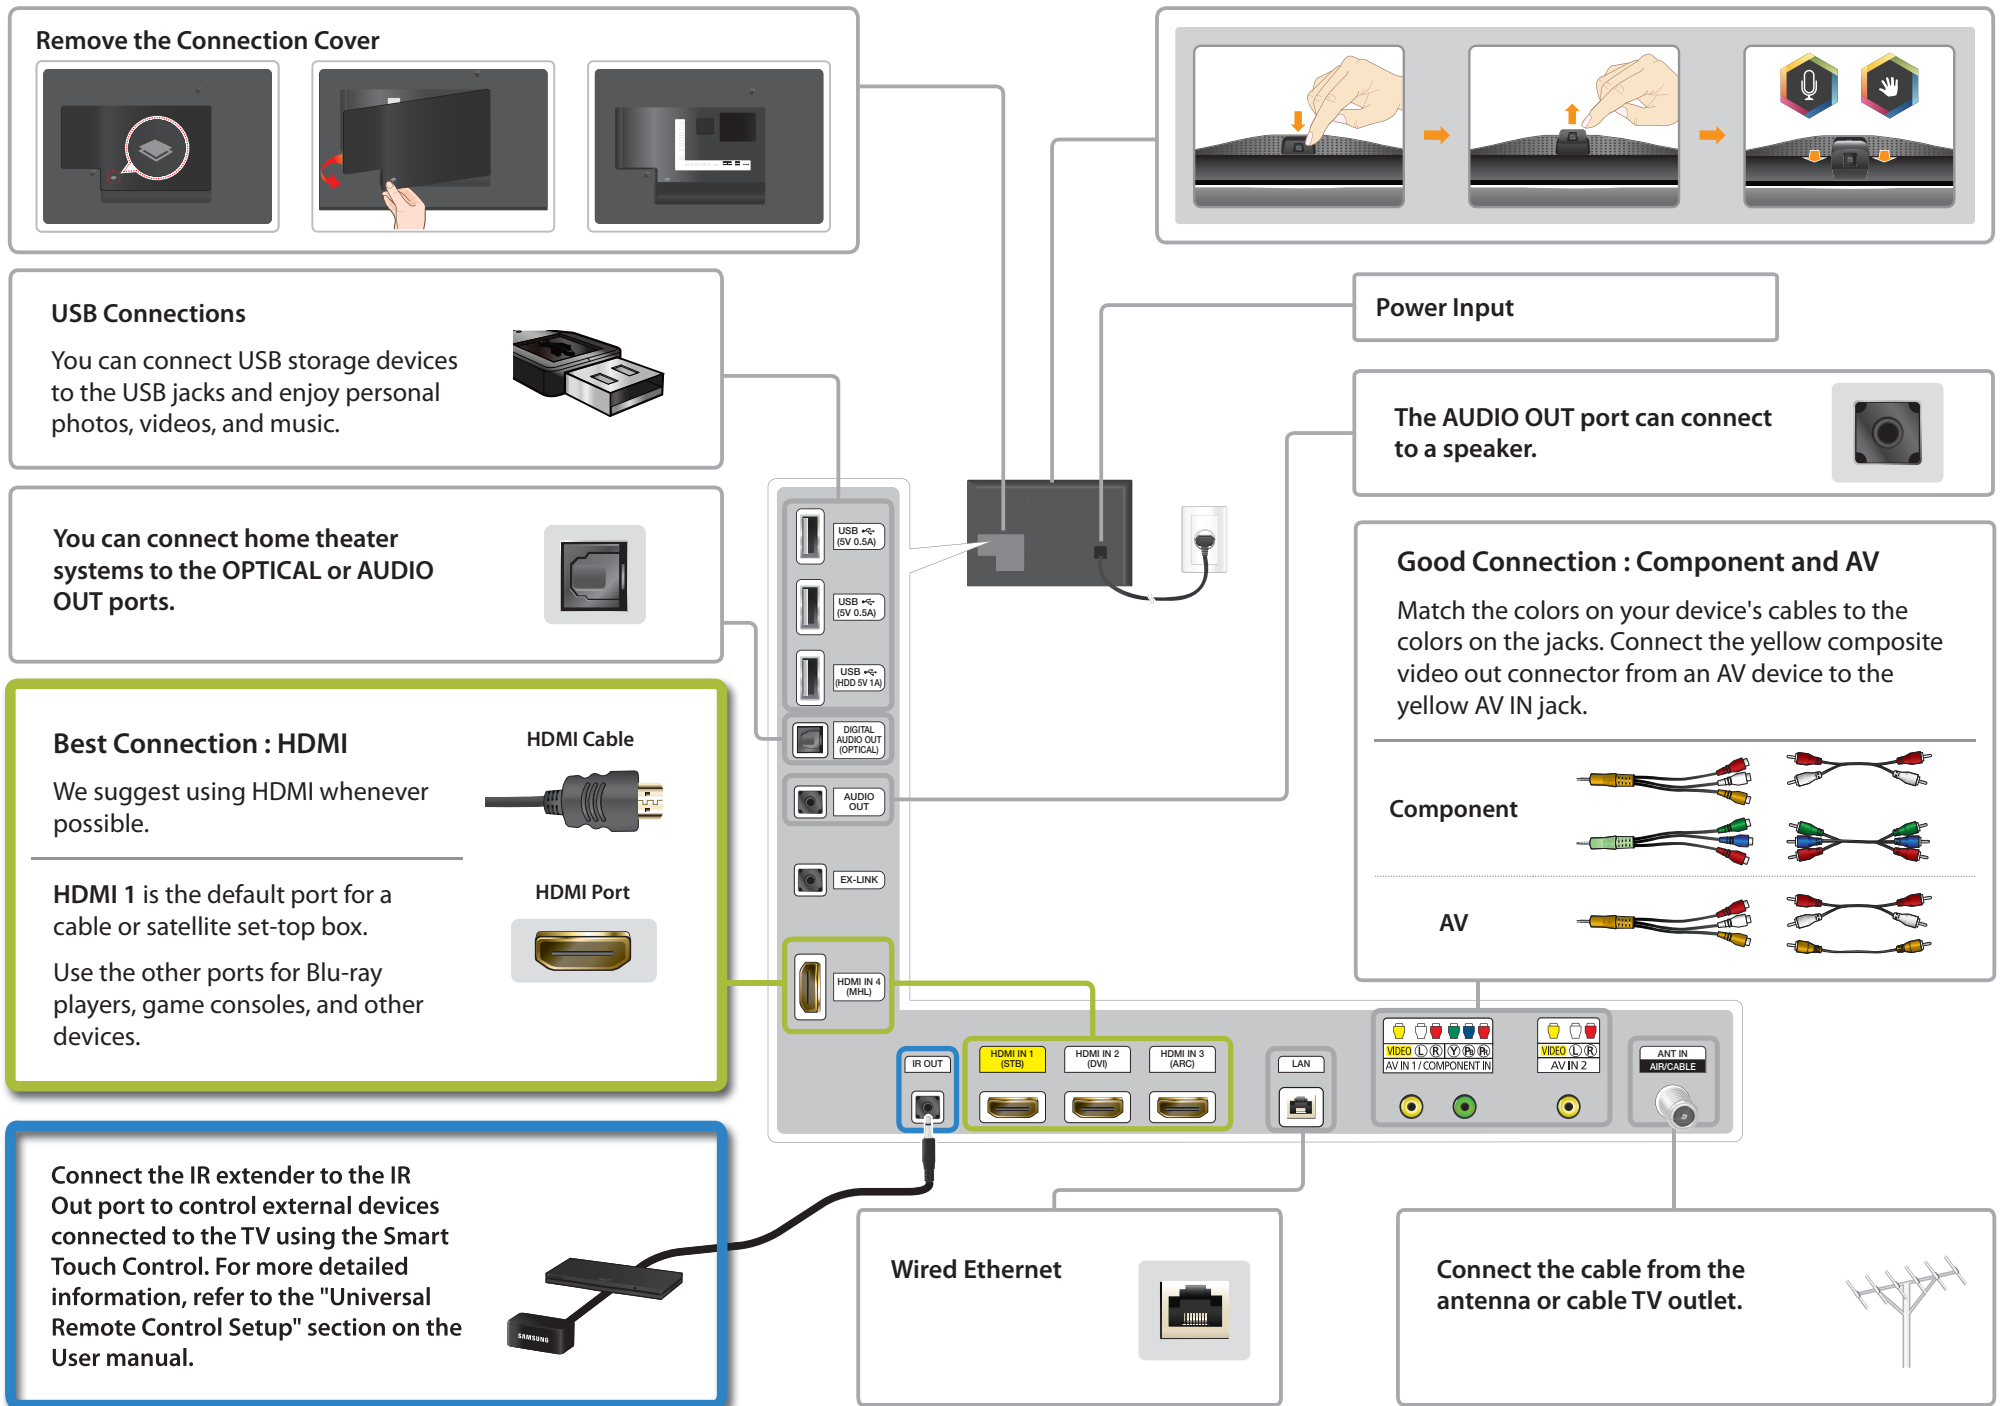 Remove the Connection Cover
USB Connections
You can connect USB storage devices
to the USB jacks and enjoy personal
photos, videos, and music.
Power Input
The AUDIO OUT port can connect
to a speaker.
You can connect home theater
systems to the OPTICAL or AUDIO
OUT ports.
Best Connection : HDMI
We suggest using HDMI whenever
possible.
HDMI 1 is the default port for a
cable or satellite set-top box.
Use the other ports for Blu-ray
players, game consoles, and other
devices.
HDMI Cable
HDMI Port
USB
(5V 0.5A)
USB
(5V 0.5A)
USB
(HDD 5V 1A)
DIGITAL
AUDIO OUT
(OPTICAL)
AUDIO
OUT
EX-LINK
HDMI IN 4
(MHL)
Good Connection : Component and AV
Match the colors on your device's cables to the
colors on the jacks. Connect the yellow composite
video out connector from an AV device to the
yellow AV IN jack.
Component
AV
IR OUT
HDMI IN 1
(STB)
HDMI IN 2
(DVI)
HDMI IN 3
(ARC)
LAN
VIDEO L R Y PB PR
AV IN 1 / COMPONENT IN
VIDEO L R
AV IN 2
ANT IN
AIR/CABLE
Connect the IR extender to the IR
Out port to control external devices
connected to the TV using the Smart
Touch Control. For more detailed
information, refer to the "Universal
Remote Control Setup" section on the
User manual.
SAMSUNG
Wired Ethernet
Connect the cable from the
antenna or cable TV outlet.